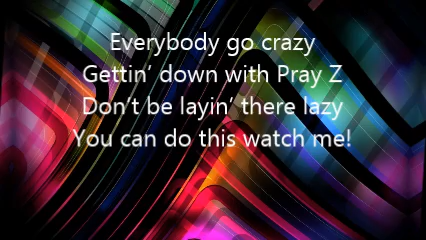 Everybody go crazy
Gettin’ down with Pray Z
Don’t be layin’ there lazy
You can do this watch me!